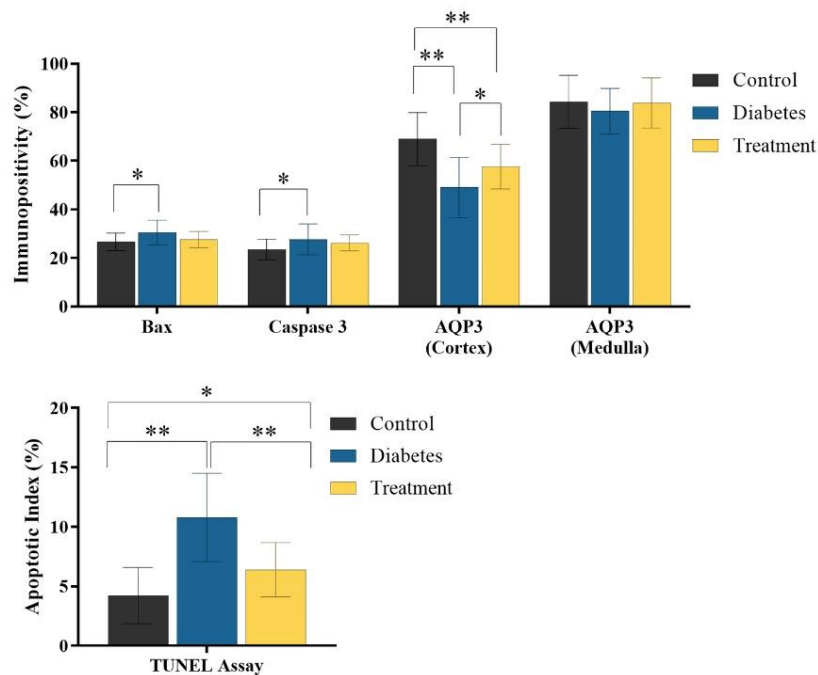 ** 
** 
* 
* 
* 
Immunopositivity (%)
100
80
60
40
20
0
Bax
Caspase 3
AQP3
(Cortex)
AQP3
(Medulla)
Control
Diabetes
Treatment
*
**
**
Apoptotic Index (%)
20
15
10
5
0
TUNEL Assay
Control
Diabetes
Treatment